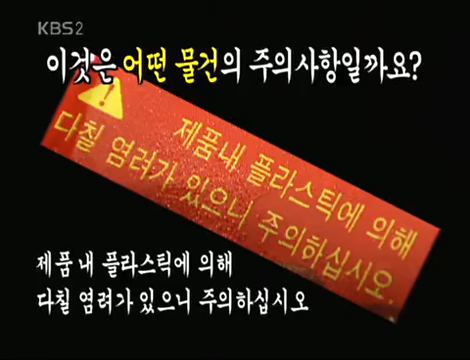 KBS2
이것은 어떤 물건의 주의사항일까요?
제품내 플라스틱에 의해
다칠 염려가 있으니 주의하십시오.
제품 내 플라스틱에 의해
다칠 염려가 있으니 주의하십시오